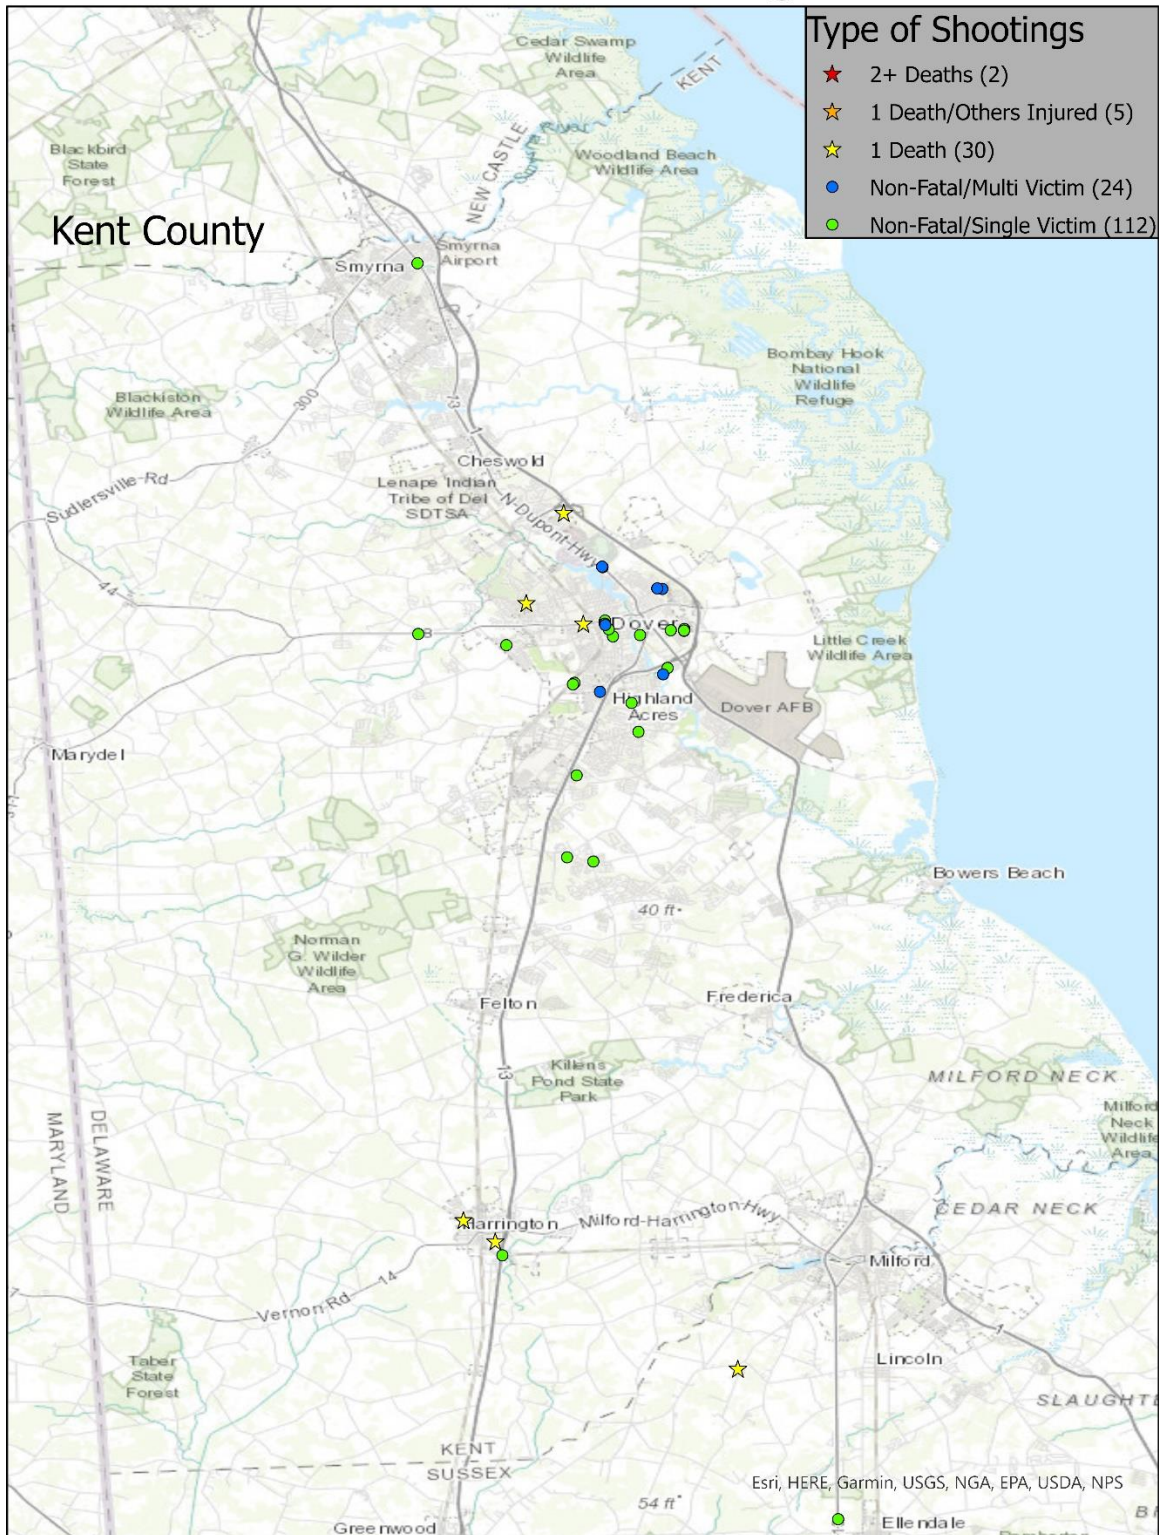 Type of Shootings
2+ Deaths (2)
1 Death/Others Injured (5)
1 Death (30)
Non-Fatal/Multi Victim (24)
Non-Fatal/Single Victim (112)
Cedar Swamp
Wildlife
Area
KENT
NEW CASTLE
River
Blackbird
State
Forest
Woodland Beach
Wildlife Area
Kent County
Smyrna
Smyrna
Airport
Bombay Hook
National
Wildlife
Refuge
Blackiston
Wildlife Area
300
13
1
Cheswold
Sudlersville-Rd
Lenape Indian
Tribe of Del
SDTSA
N-Dupont-Hwy
44
8
Dover
Little Creek
Wildlife Area
Highland
Acres
Dover AFB
Marydel
Bowers Beach
40 ft
Norman
G. Wilder
Wildlife
Area
Felton
Frederica
Killens
Pond State
Park
13
MILFORD NECK
Milford
Neck
Wildlife
Area
MARYLAND
DELAWARE
CEDAR NECK
Harrington
Milford-Harrington-Hwy
Milford
14
Vernon-Rd
1
Lincoln
Taber
State
Forest
SLAUGHTE
KENT
SUSSEX
Esri, HERE, Garmin, USGS, NGA, EPA, USDA, NPS
54 ft
Greenwood
Ellendale